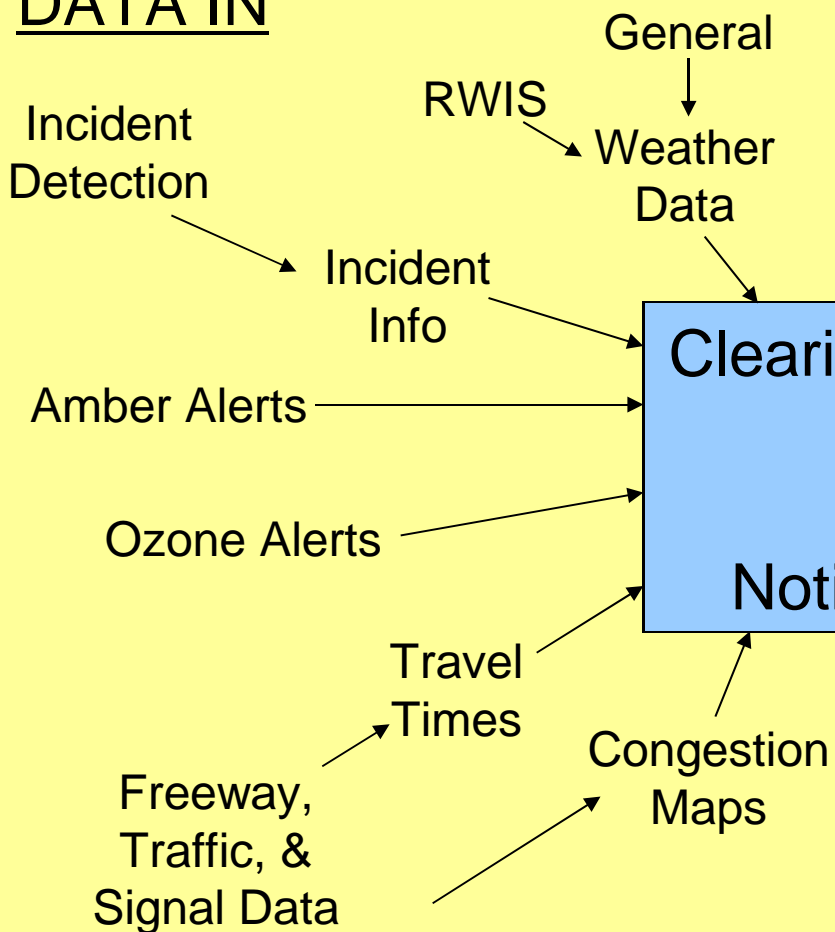 DATA IN
General
RWIS
Incident
Detection
Weather
Data
Incident
Info
Amber Alerts
Ozone Alerts
Travel
Times
Congestion
Maps
Freeway,
Traffic, &
Signal Data